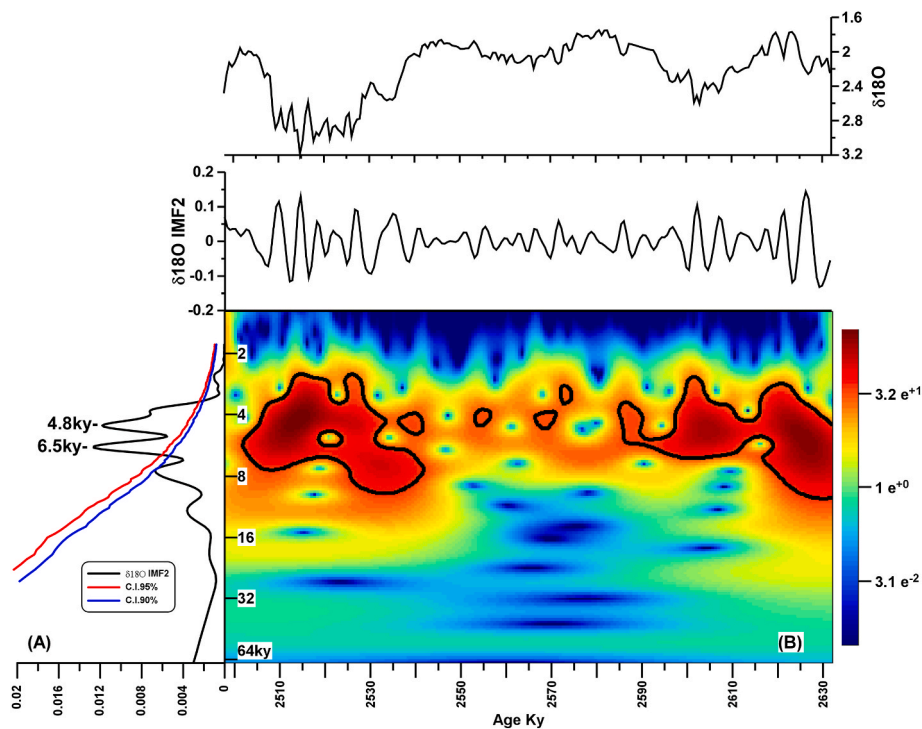 1.6
2
2.4
2.8
3.2
δ18O
0.2
0.1
0
-0.1
-0.2
δ18O IMF2
2
4
8
16
32
64ky
4.8ky-
6.5ky-
δ18O IMF2
C.I.95%
C.I.90%
(A)
(B)
3.2 e+1
1 e+0
3.1 e-2
0.002
0.016
0.012
0.008
0.004
0
2510
2530
2550
2570
2590
2610
2630
Age Ky